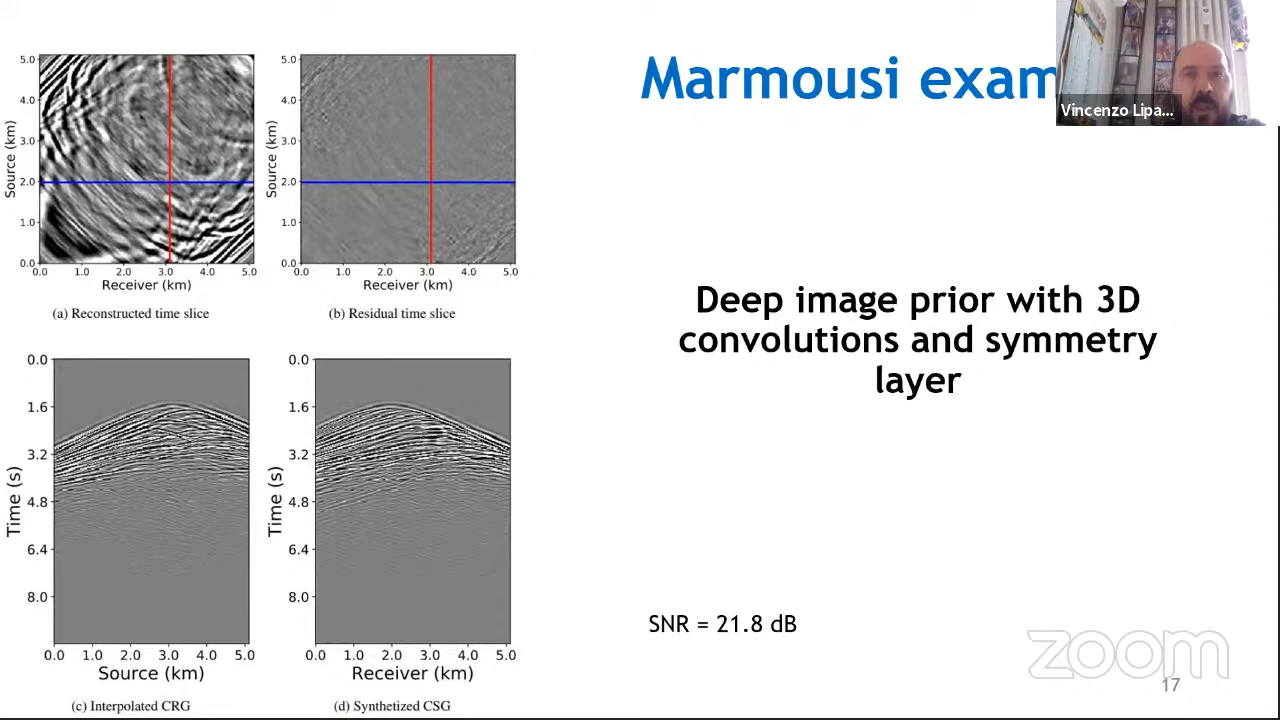 Marmousi exam
Vincenzo Lipa...
5.0
4.0
3.0
2.0
1.0
0.0
Source (km)
0.0 1.0 2.0 3.0 4.0 5.0
Receiver (km)
(a) Reconstructed time slice
5.0
4.0
3.0
2.0
1.0
0.0
Source (km)
0.0 1.0 2.0 3.0 4.0 5.0
Receiver (km)
(b) Residual time slice
Deep image prior with 3D
convolutions and symmetry
layer
0.0
1.6
3.2
4.8
6.4
8.0
Time (s)
0.0 1.0 2.0 3.0 4.0 5.0
Source (km)
(c) Interpolated CRG
0.0
1.6
3.2
4.8
6.4
8.0
Time (s)
0.0 1.0 2.0 3.0 4.0 5.0
Receiver (km)
(d) Synthetized CSG
SNR = 21.8 dB
zoom
17